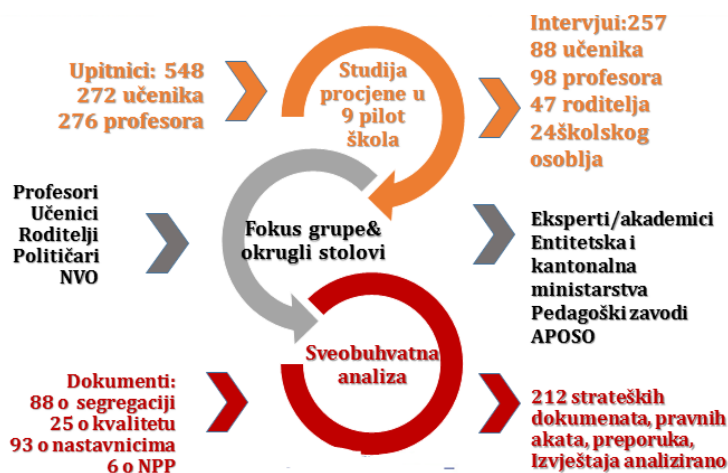 Upitnici: 548
272 učenika
276 profesora
Studija
procjene u
9 pilot
škola
Intervjui:257
88 učenika
98 profesora
47 roditelja
24školskog
osoblja
Profesori
Učenici
Roditelji
Političari
NVO
Fokus grupe&
okrugli stolovi
Eksperti/akademici
Entitetska i
kantonalna
ministarstva
Pedagoški zavodi
APOSO
Dokumenti:
88 o segregaciji
25 o kvalitetu
93 o nastavnicima
6 o NPP
Sveobuhvatna
analiza
212 strateških
dokumenata, pravnih
akata, preporuka,
Izvještaja analizirano